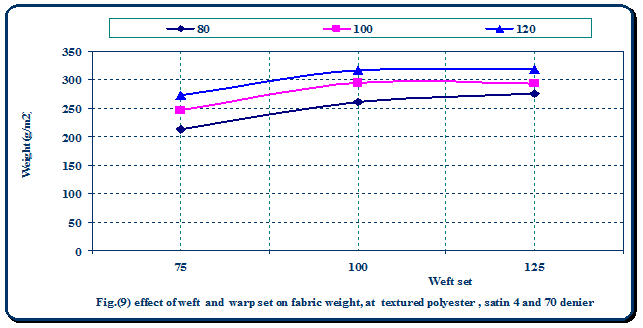 80 100 120
350
300
250
200
150
100
50
0
Weight(g/m2)
75 100 125
Weft set
Fig.(9) effect of weft and warp set on fabric weight, at textured polyester , satin 4 and 70 denier